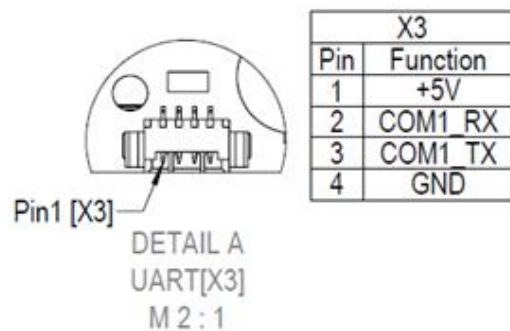 X3
Pin Function
1 +5V
2 COM1_RX
3 COM1_TX
4 GND
Pin1 [X3]
DETAIL A
UART[X3]
M 2 : 1